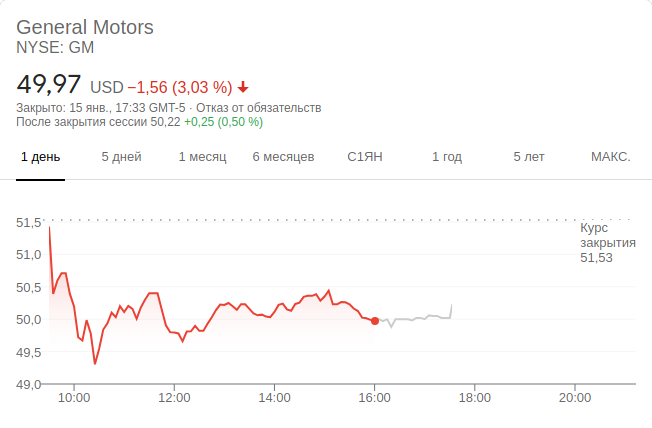 General Motors
NYSE: GM
49,97 USD −1,56 (3,03 %)
Закрыто: 15 янв., 17:33 GMT-5 · Отказ от обязательств
После закрытия сессии 50,22 +0,25 (0,50 %)
1 день 5 дней 1 месяц 6 месяцев С1ЯН 1 год 5 лет МАКС.
51,5
Курс
закрытия
51,53
51,0
50,5
50,0
49,5
49,0
10:00 12:00 14:00 16:00 18:00 20:00